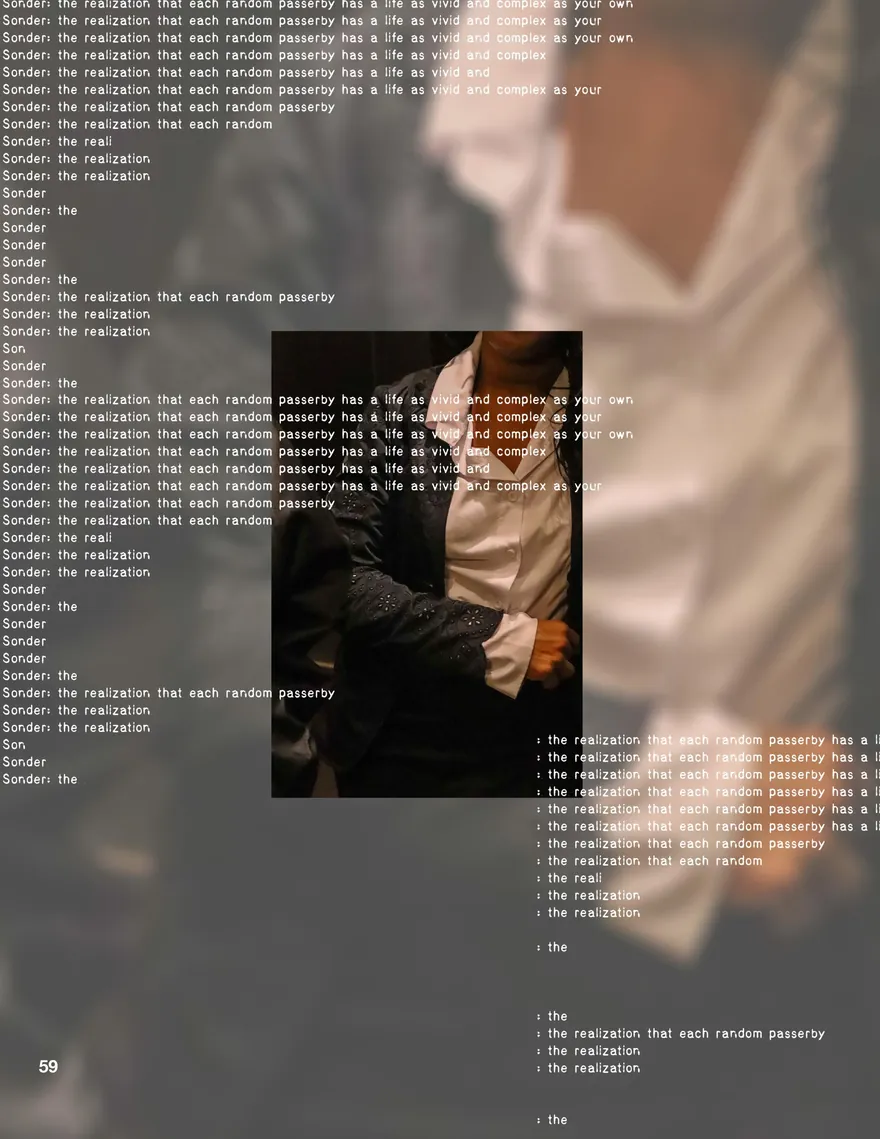 Sonder: the realization that each random passerby has a life as vivid and complex as your own
Sonder: the realization that each random passerby has a life as vivid and complex as your
Sonder: the realization that each random passerby has a life as vivid and complex as your own
Sonder: the realization that each random passerby has a life as vivid and complex
Sonder: the realization that each random passerby has a life as vivid and
Sonder: the realization that each random passerby has a life as vivid and complex as your
Sonder: the realization that each random passerby
Sonder: the realization that each random
Sonder: the reali
Sonder: the realization
Sonder: the realization
Sonder
Sonder: the
Sonder
Sonder
Sonder
Sonder: the
Sonder: the realization that each random passerby
Sonder: the realization
Sonder: the realization
Son
Sonder
Sonder: the
Sonder: the realization that each random passerby has a life as vivid and complex as your own
Sonder: the realization that each random passerby has a life as vivid and complex as your
Sonder: the realization that each random passerby has a life as vivid and complex as your own
Sonder: the realization that each random passerby has a life as vivid and complex
Sonder: the realization that each random passerby has a life as vivid and
Sonder: the realization that each random passerby has a life as vivid and complex as your
Sonder: the realization that each random passerby
Sonder: the realization that each random
Sonder: the reali
Sonder: the realization
Sonder: the realization
Sonder
Sonder: the
Sonder
Sonder
Sonder
Sonder: the
Sonder: the realization that each random passerby
Sonder: the realization
Sonder: the realization
Son
Sonder
Sonder: the
: the realization that each random passerby has a li
: the realization that each random passerby has a li
: the realization that each random passerby has a li
: the realization that each random passerby has a li
: the realization that each random passerby has a li
: the realization that each random passerby has a li
: the realization that each random passerby
: the realization that each random
: the reali
: the realization
: the realization
: the
: the
: the realization that each random passerby
: the realization
: the realization
: the
59